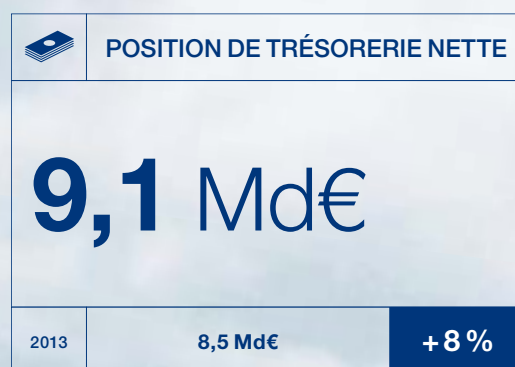 POSITION DE TRÉSORERIE NETTE
9,1 Md€
2013 8,5 Md€ +8 %